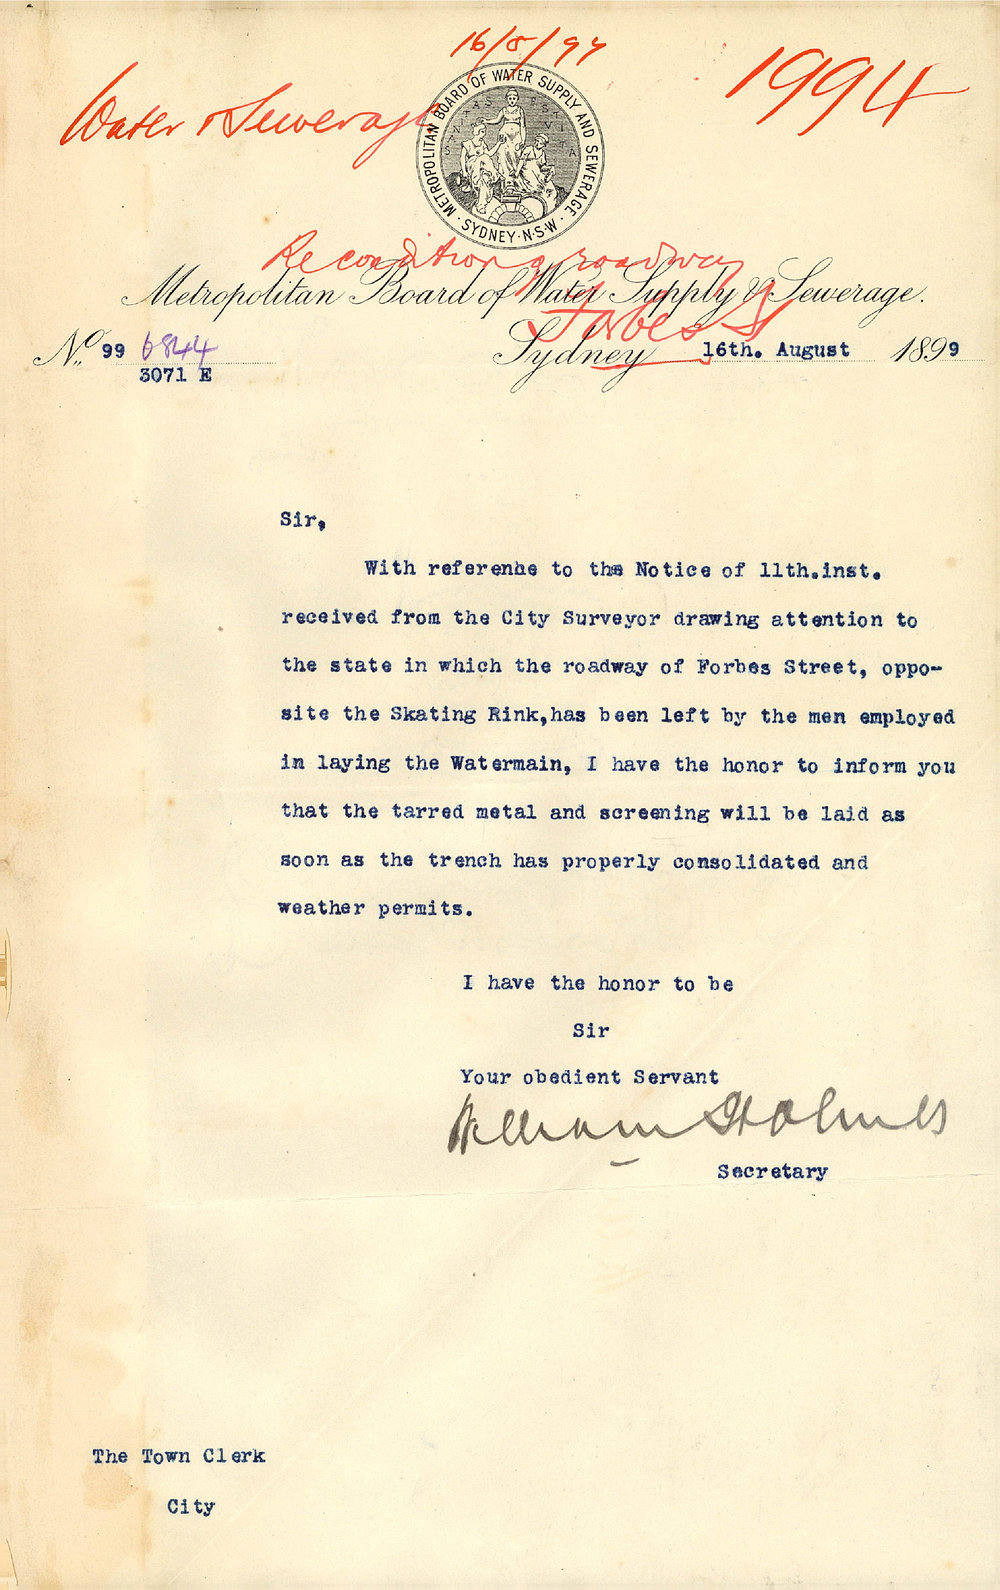 16/8/99
Water & Sewerage
1994
METROPOLITAN BOARD OF WATER SUPPLY AND SEWERAGE.
SYDNEY·N·S·W·
Re condition of roadway
Forbes St
Metropolitan Board of Water Supply & Sewerage.
No. 99 6844
3071 E
Sydney 16th. August 1899
Sir,
With referenhe to the Notice of 11th.inst.
received from the City Surveyor drawing attention to
the state in which the roadway of Forbes Street, oppo-
site the Skating Rink,has been left by the men employed
in laying the Watermain, I have the honor to inform you
that the tarred metal and screening will be laid as
soon as the trench has properly consolidated and
weather permits.
I have the honor to be
Sir
Your obedient Servant
William Holmes
Secretary
The Town Clerk
City